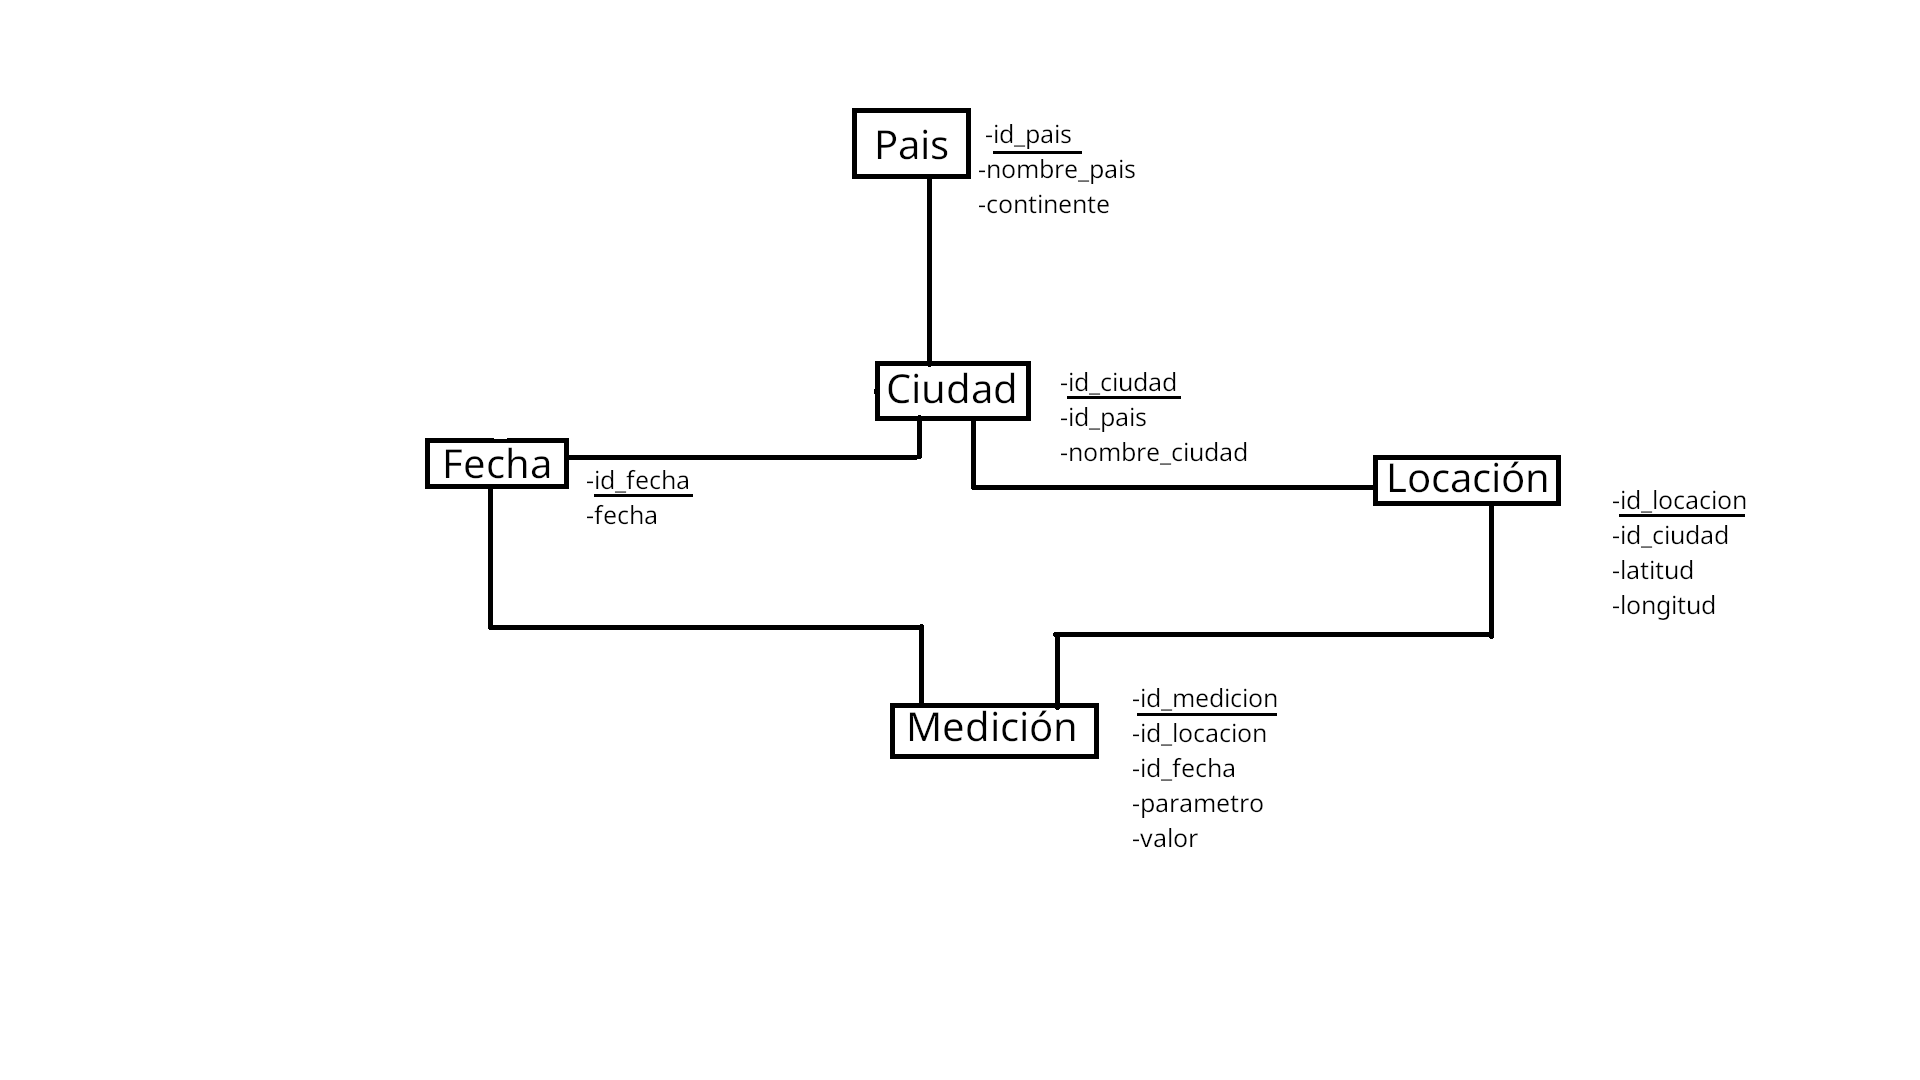 Pais
-id_pais
-nombre_pais
-continente
Ciudad
-id_ciudad
-id_pais
-nombre_ciudad
Fecha
-id_fecha
-fecha
Locación
-id_locacion
-id_ciudad
-latitud
-longitud
Medición
-id_medicion
-id_locacion
-id_fecha
-parametro
-valor